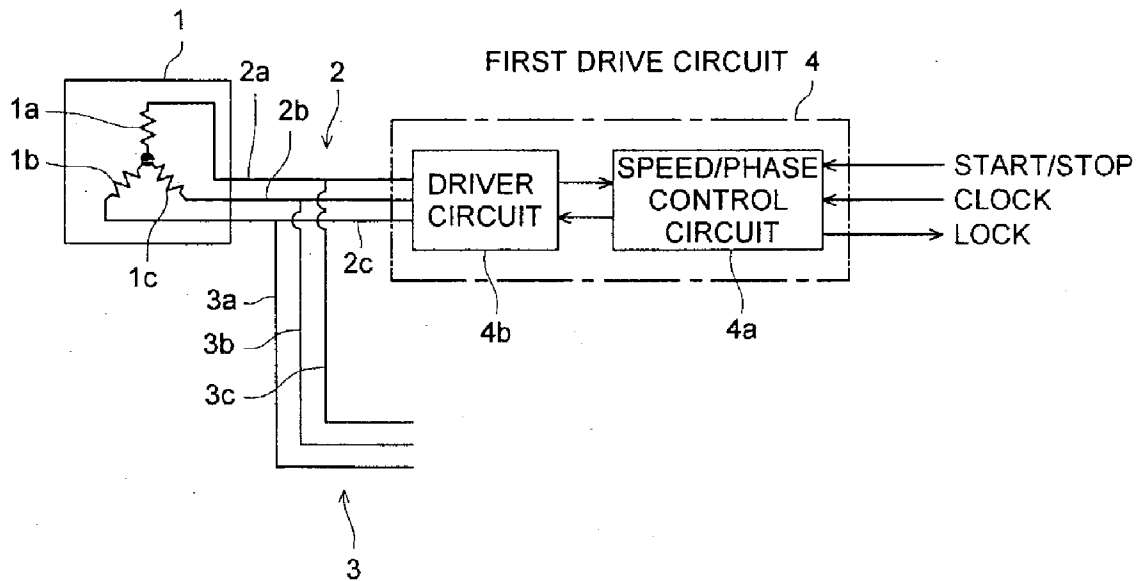 1
FIRST DRIVE CIRCUIT 4
2a
2
2b
1a
1b
DRIVER
CIRCUIT
SPEED/PHASE
CONTROL
CIRCUIT
START/STOP
CLOCK
LOCK
1c
2c
3a
4b
4a
3b
3c
3